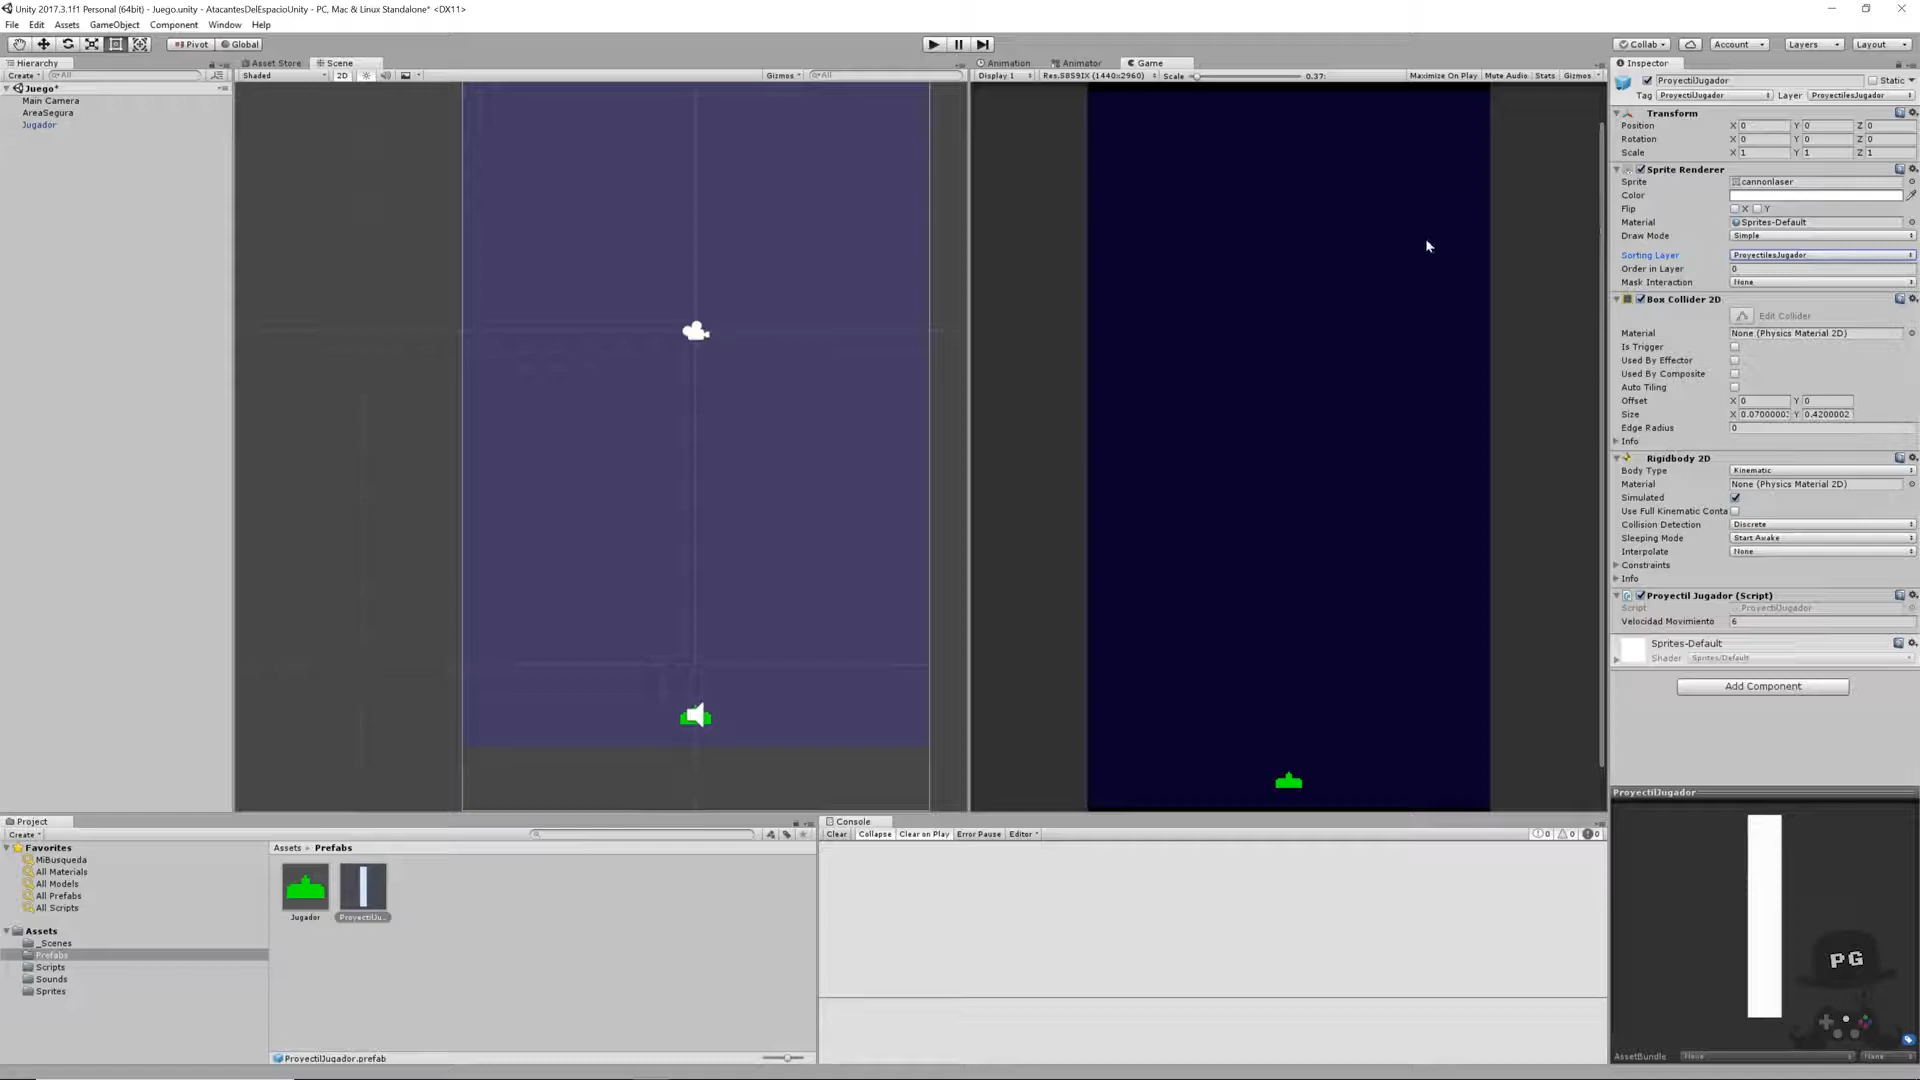 Unity 2017.3.1f1 Personal (64bit) - Juego.unity - AtacantesDelEspacioUnity - PC, Mac & Linux Standalone* <DX11>
File Edit Assets GameObject Component Window Help
Pivot Global Collab Account Layers Layout
Hierarchy
Create All
Juego*
Main Camera
AreaSegura
Jugador
Asset Store Scene
Shaded 2D Gizmos All
Animation Animator Game
Display 1 Res.S8S9IX (1440x2960) Scale 0.37: Maximize On Play Mute Audio Stats Gizmos
Inspector
ProyectilJugador Static
Tag ProyectilJugador Layer ProyectilesJugador
Transform
Position X 0 Y 0 Z 0
Rotation X 0 Y 0 Z 0
Scale X 1 Y 1 Z 1
Sprite Renderer
Sprite cannonlaser
Color
Flip X Y
Material Sprites-Default
Draw Mode Simple
Sorting Layer ProyectilesJugador
Order in Layer 0
Mask Interaction None
Box Collider 2D
Edit Collider
Material None (Physics Material 2D)
Is Trigger
Used By Effector
Used By Composite
Auto Tiling
Offset X 0 Y 0
Size X 0.0700000: Y 0.4200002
Edge Radius 0
Info
Rigidbody 2D
Body Type Kinematic
Material None (Physics Material 2D)
Simulated
Use Full Kinematic Conta
Collision Detection Discrete
Sleeping Mode Start Awake
Interpolate None
Constraints
Info
Proyectil Jugador (Script)
Script ProyectilJugador
Velocidad Movimiento 6
Sprites-Default
Shader Sprites/Default
Add Component
ProyectilJugador
PG
AssetBundle None None
Project
Create
Favorites
MiBusqueda
All Materials
All Models
All Prefabs
All Scripts
Assets
_Scenes
Prefabs
Scripts
Sounds
Sprites
Assets Prefabs
Jugador ProyectilJu...
ProyectilJugador.prefab
Console
Clear Collapse Clear on Play Error Pause Editor 0 0 0